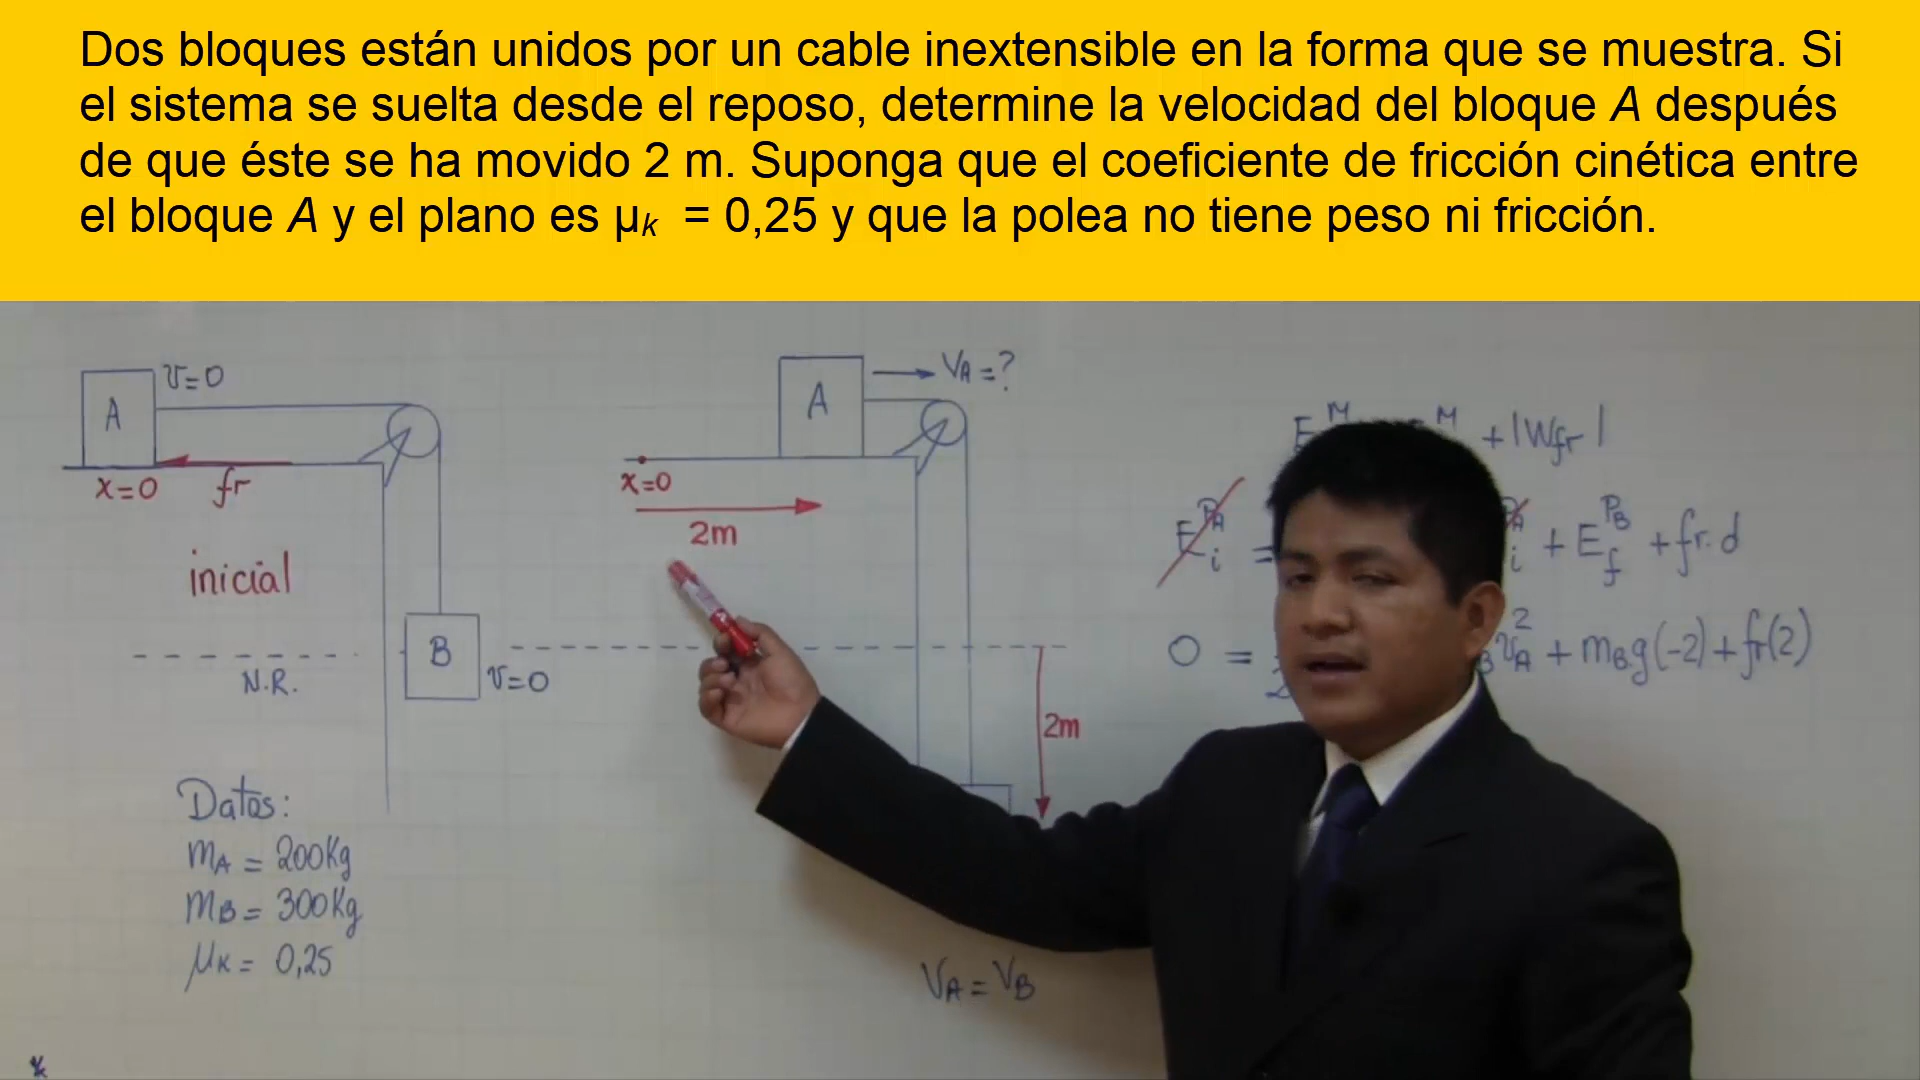 Dos bloques están unidos por un cable inextensible en la forma que se muestra. Si
el sistema se suelta desde el reposo, determine la velocidad del bloque A después
de que éste se ha movido 2 m. Suponga que el coeficiente de fricción cinética entre
el bloque A y el plano es μk = 0,25 y que la polea no tiene peso ni fricción.
A
v=0
x=0
fr
inicial
B
v=0
N.R.
Datos:
mA = 200Kg
mB = 300Kg
μK = 0,25
A
VA=?
x=0
2m
2m
VA=VB
E M M + |Wfr|
E PA i = PA i + E PB f + fr.d
0 = B vA² + mBg(-2)+fr(2)